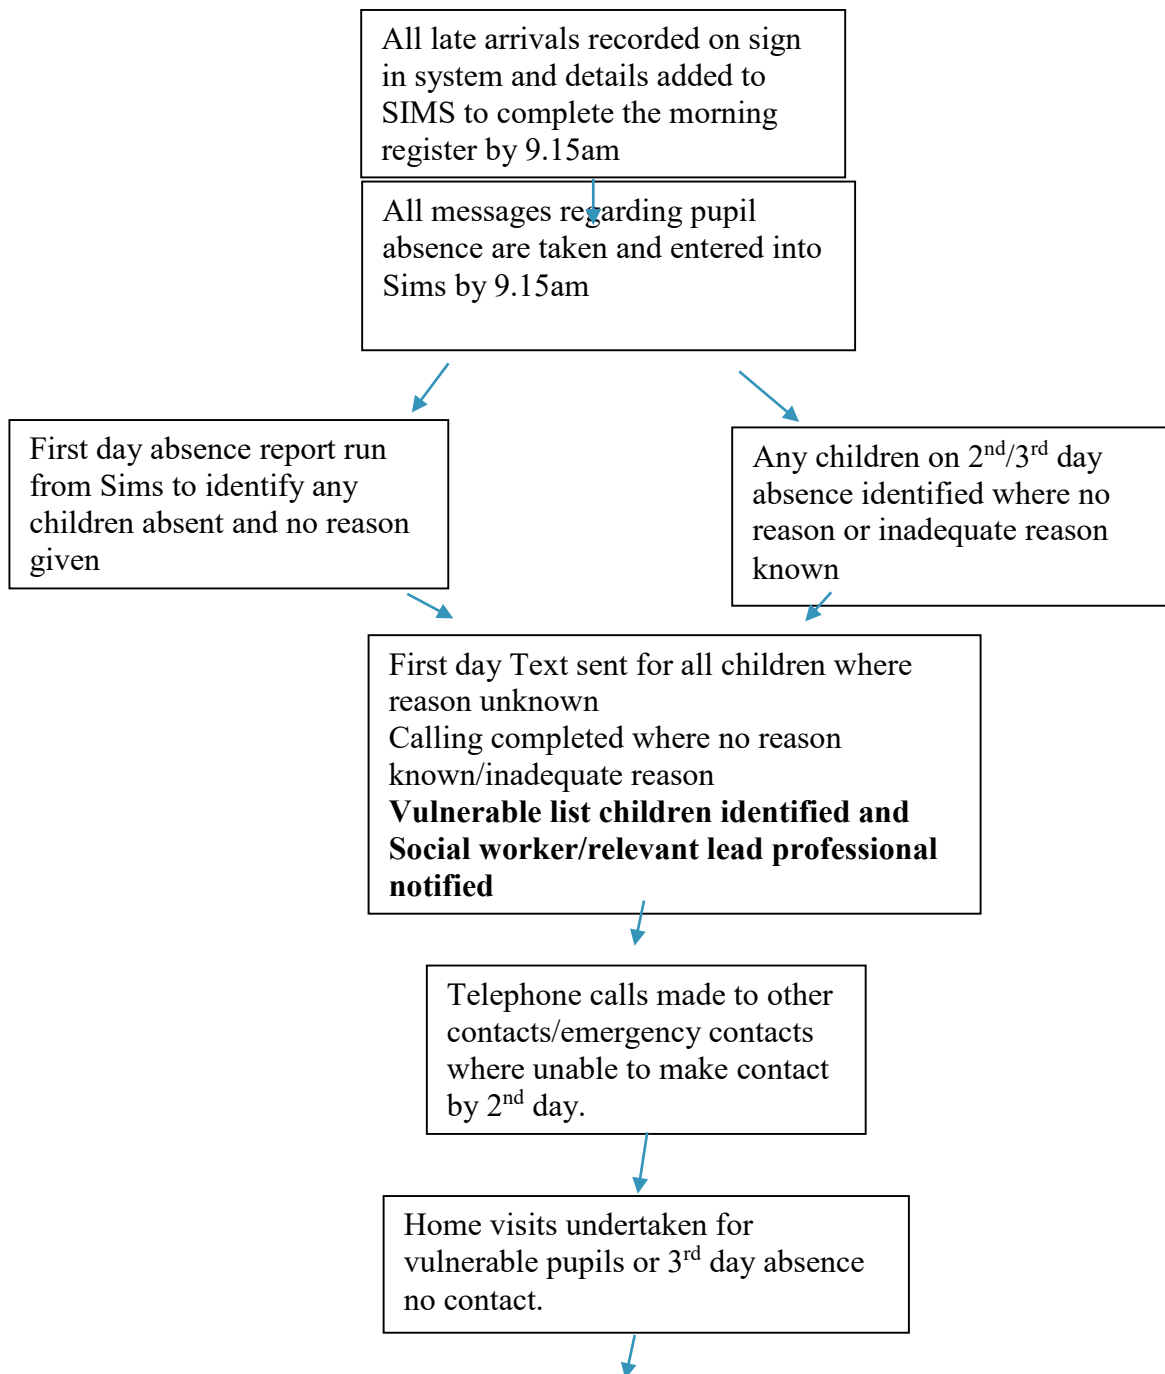 All late arrivals recorded on sign
in system and details added to
SIMS to complete the morning
register by 9.15am
All messages regarding pupil
absence are taken and entered into
Sims by 9.15am
First day absence report run
from Sims to identify any
children absent and no reason
given
Any children on 2nd/3rd day
absence identified where no
reason or inadequate reason
known
First day Text sent for all children where
reason unknown
Calling completed where no reason
known/inadequate reason
Vulnerable list children identified and
Social worker/relevant lead professional
notified
Telephone calls made to other
contacts/emergency contacts
where unable to make contact
by 2nd day.
Home visits undertaken for
vulnerable pupils or 3rd day absence
no contact.